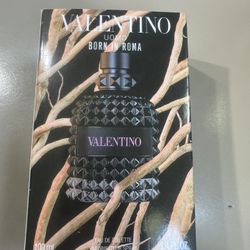 VALENTINO
UOMO
BORN IN ROMA
VALENTINO
100 ml
EAU DE TOILETTE